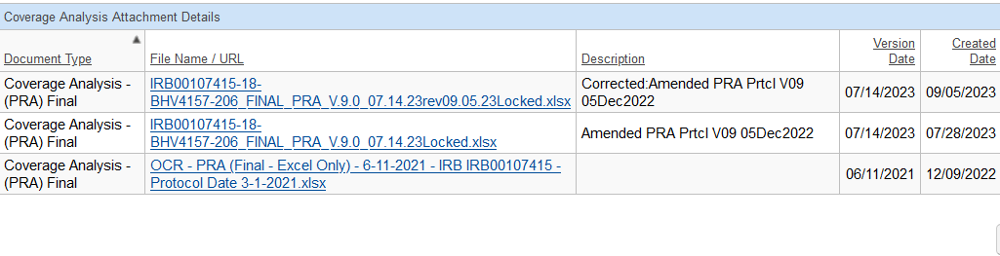 Coverage Analysis Attachment Details
Version Created
Document Type File Name / URL Description Date Date
Coverage Analysis - IRB00107415-18- Corrected:Amended PRA Prtcl V09
(PRA) Final BHV4157-206_FINAL_PRA_V.9.0_07.14.23rev09.05.23Locked.xlsx 05Dec2022 07/14/2023 09/05/2023
Coverage Analysis - IRB00107415-18-
(PRA) Final BHV4157-206_FINAL_PRA_V.9.0_07.14.23Locked.xlsx Amended PRA Prtcl V09 05Dec2022 07/14/2023 07/28/2023
Coverage Analysis - OCR - PRA (Final - Excel Only) - 6-11-2021 - IRB IRB00107415 -
(PRA) Final Protocol Date 3-1-2021.xlsx 06/11/2021 12/09/2022